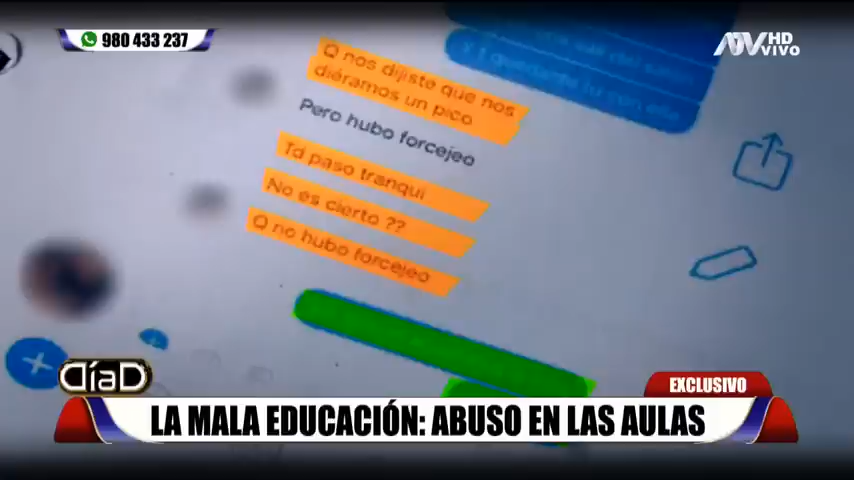 980 433 237
ATV HD
VIVO
Q nos dijiste que nos
diéramos un pico
Pero hubo forcejeo
Td paso tranqui
No es cierto ??
Q no hubo forcejeo
DíaD
EXCLUSIVO
LA MALA EDUCACIÓN: ABUSO EN LAS AULAS